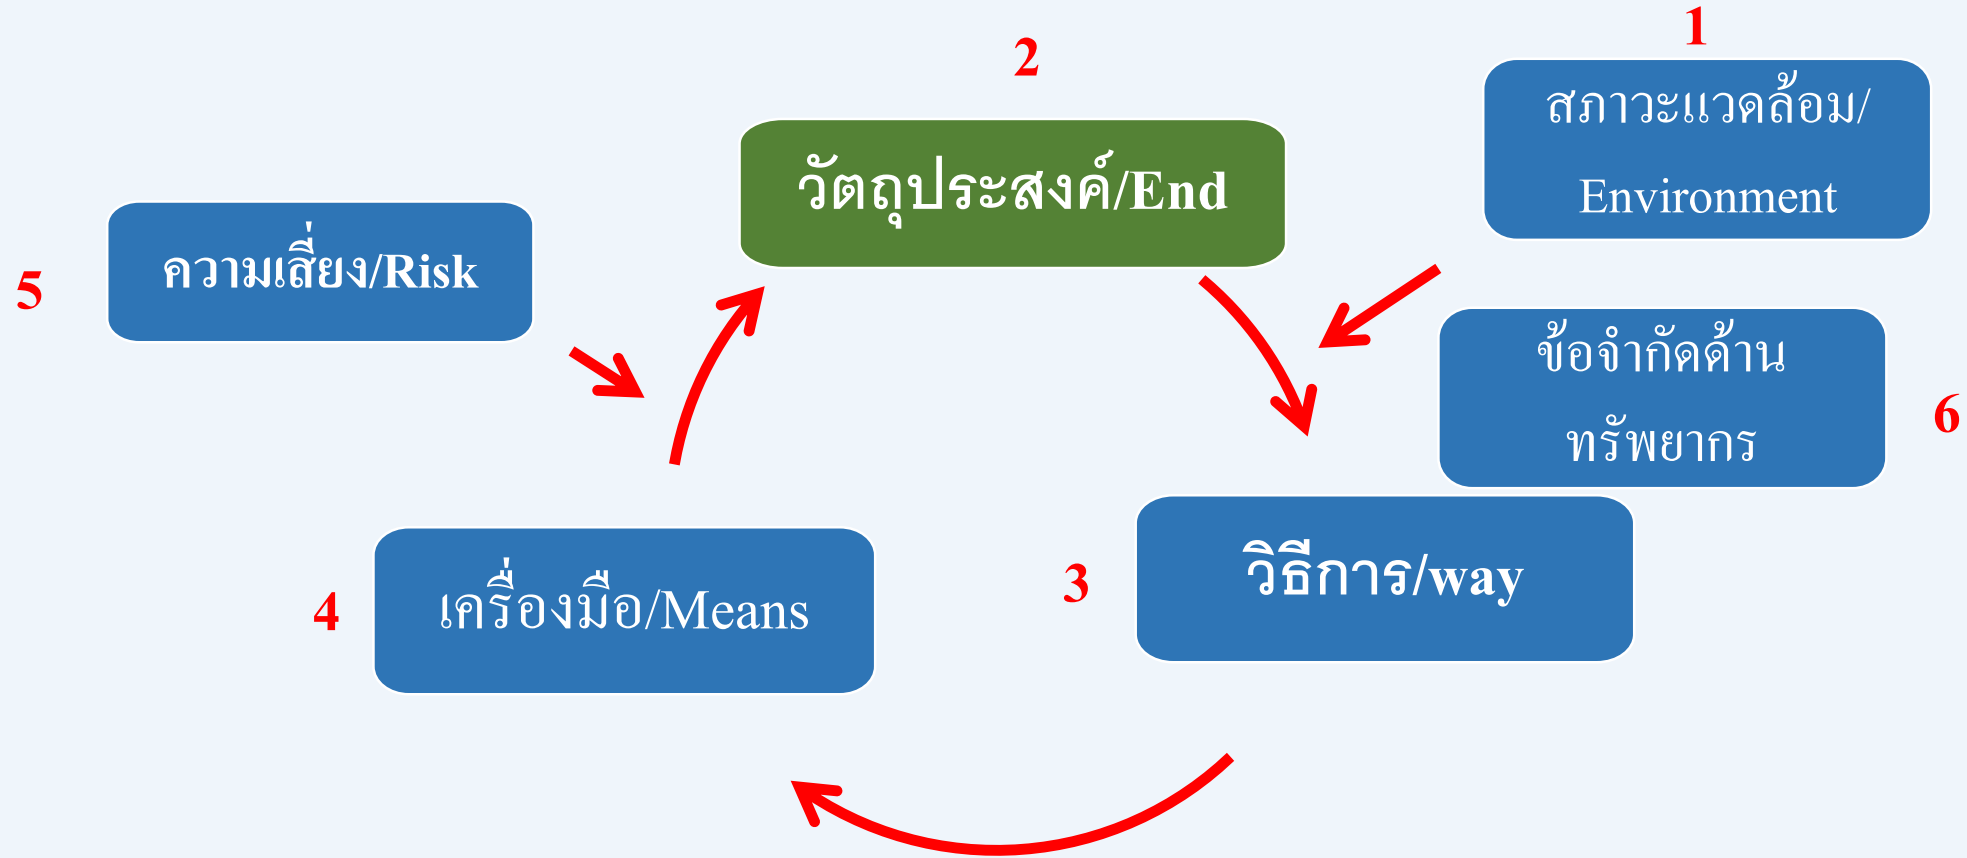 1
สภาวะแวดล้อม/
Environment
2
วัตถุประสงค์/End
5
ความเสี่ยง/Risk
ข้อจำกัดด้าน
ทรัพยากร
6
3
วิธีการ/way
4
เครื่องมือ/Means